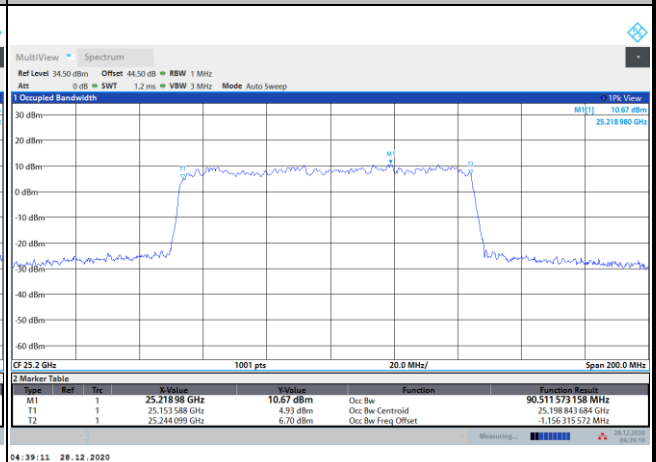 MultiView Spectrum
Ref Level 34.50 dBm Offset 44.50 dB RBW 1 MHz
Att 0 dB SWT 1.2 ms VBW 3 MHz Mode Auto Sweep
1 Occupied Bandwidth 1Pk View
M1[1] 10.67 dBm
25.218 980 GHz
30 dBm
20 dBm
M1
10 dBm
T1
T2
0 dBm
-10 dBm
-20 dBm
-30 dBm
-40 dBm
-50 dBm
-60 dBm
CF 25.2 GHz 1001 pts 20.0 MHz/ Span 200.0 MHz
2 Marker Table
Type Ref Trc X-Value Y-Value Function Function Result
M1 1 25.21898 GHz 10.67 dBm Occ Bw 90.511 573 158 MHz
T1 1 25.153 588 GHz 4.93 dBm Occ Bw Centroid 25.198 843 684 GHz
T2 1 25.244 099 GHz 6.70 dBm Occ Bw Freq Offset -1.156 315 572 MHz
Measuring... 28.12.2020
04:39:10
04:39:11 28.12.2020